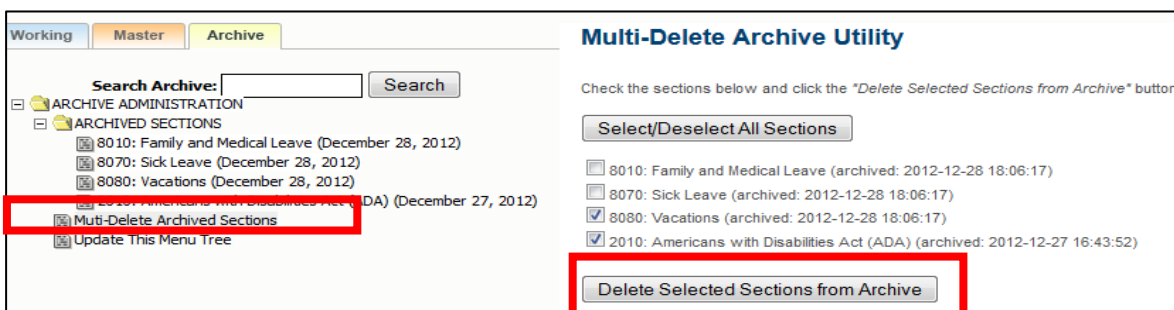 Working Master Archive
Search Archive: Search
ARCHIVE ADMINISTRATION
ARCHIVED SECTIONS
8010: Family and Medical Leave (December 28, 2012)
8070: Sick Leave (December 28, 2012)
8080: Vacations (December 28, 2012)
2010: Americans with Disabilities Act (ADA) (December 27, 2012)
Muti-Delete Archived Sections
Update This Menu Tree
Multi-Delete Archive Utility
Check the sections below and click the "Delete Selected Sections from Archive" button
Select/Deselect All Sections
8010: Family and Medical Leave (archived: 2012-12-28 18:06:17)
8070: Sick Leave (archived: 2012-12-28 18:06:17)
8080: Vacations (archived: 2012-12-28 18:06:17)
2010: Americans with Disabilities Act (ADA) (archived: 2012-12-27 16:43:52)
Delete Selected Sections from Archive